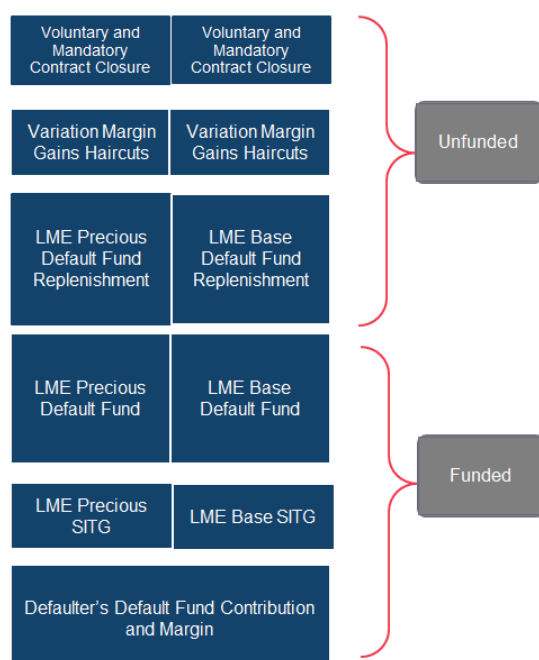 Voluntary and
Mandatory
Contract Closure
Voluntary and
Mandatory
Contract Closure
Unfunded
Variation Margin
Gains Haircuts
Variation Margin
Gains Haircuts
LME Precious
Default Fund
Replenishment
LME Base
Default Fund
Replenishment
LME Precious
Default Fund
LME Base
Default Fund
Funded
LME Precious
SITG
LME Base SITG
Defaulter's Default Fund Contribution
and Margin